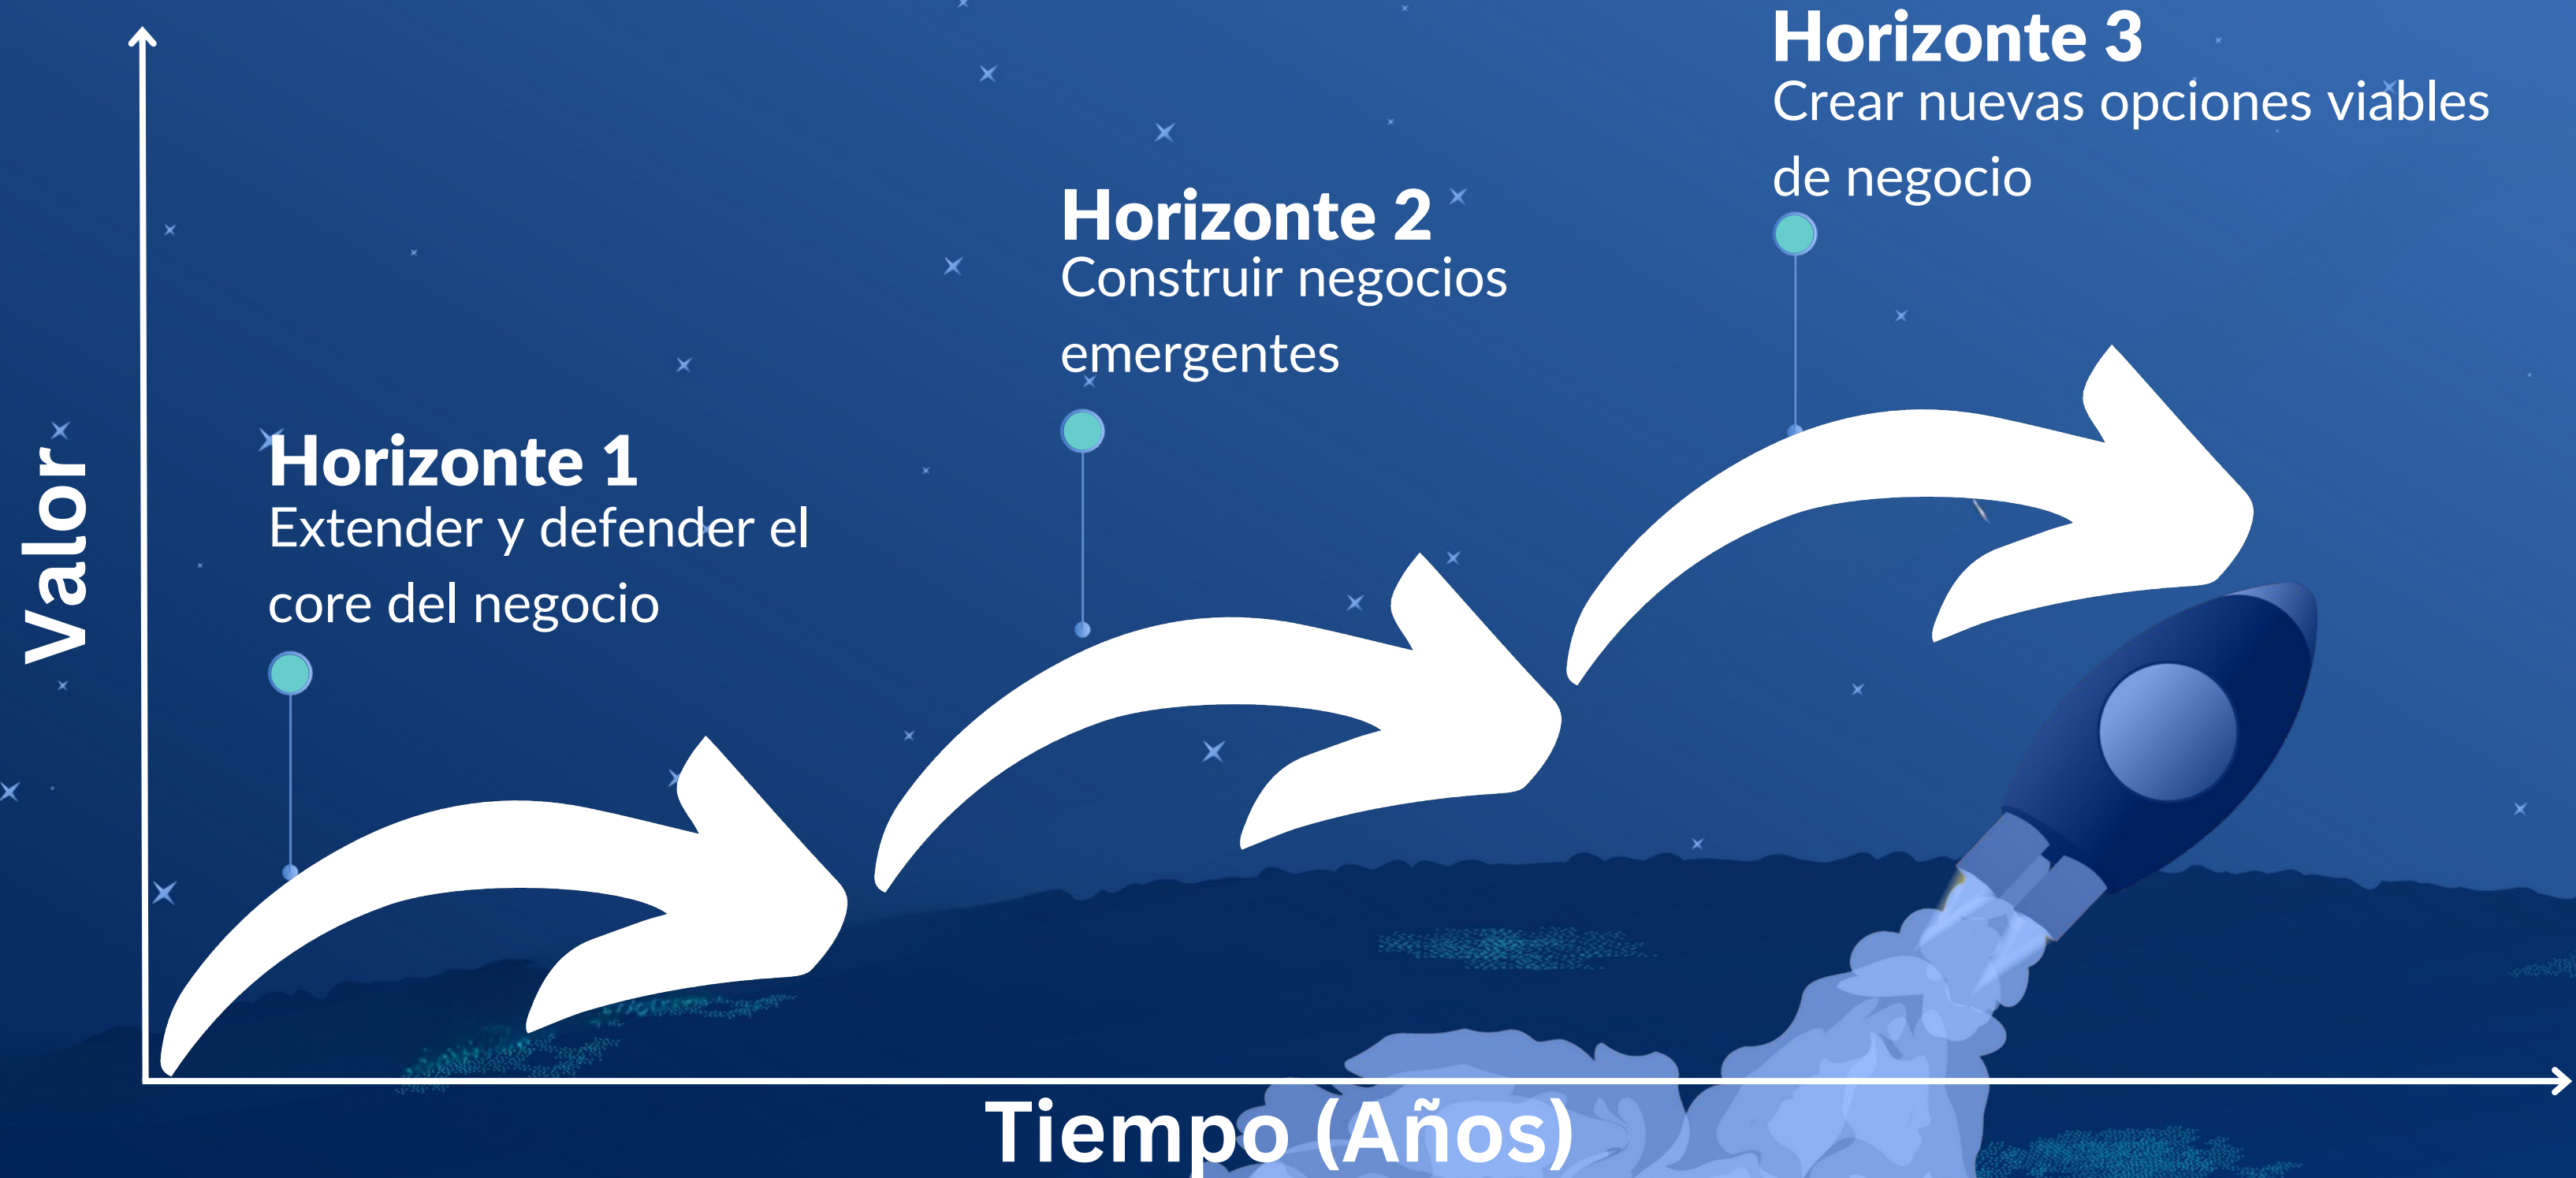 Horizonte 3
Crear nuevas opciones viables
de negocio
Horizonte 2
Construir negocios
emergentes
Horizonte 1
Extender y defender el
core del negocio
Valor
Tiempo (Años)